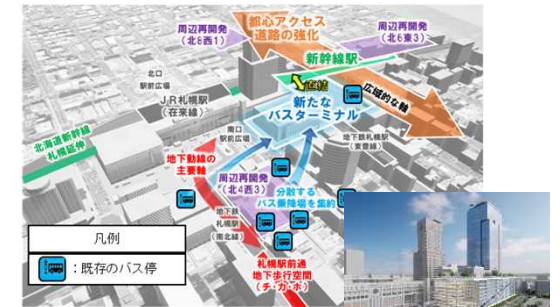 都心アクセス
道路の強化
周辺再開発
(北8西1)
周辺再開発
(北6東3)
新幹線駅
北口
駅前広場
直結
広域的な軸
JR札幌駅
(在来線)
新たな
バスターミナル
南口
駅前広場
地下鉄札幌駅
(東豊線)
北海道新幹線
札幌延伸
地下動線の
主要軸
周辺再開発
(北4西3)
分散する
バス乗降場を集約
地下鉄
札幌駅
(南北線)
札幌駅前通
地下歩行空間
(チ・カ・ホ)
凡例
:既存のバス停